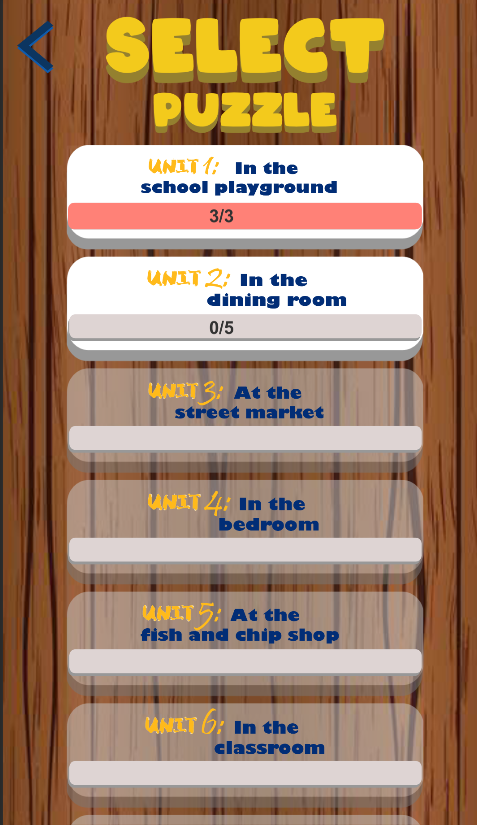 SELECT
PUZZLE
UNIT 1: In the
school playground
3/3
UNIT 2: In the
dining room
0/5
UNIT 3: At the
street market
UNIT 4: In the
bedroom
UNIT 5: At the
fish and chip shop
UNIT 6: In the
classroom